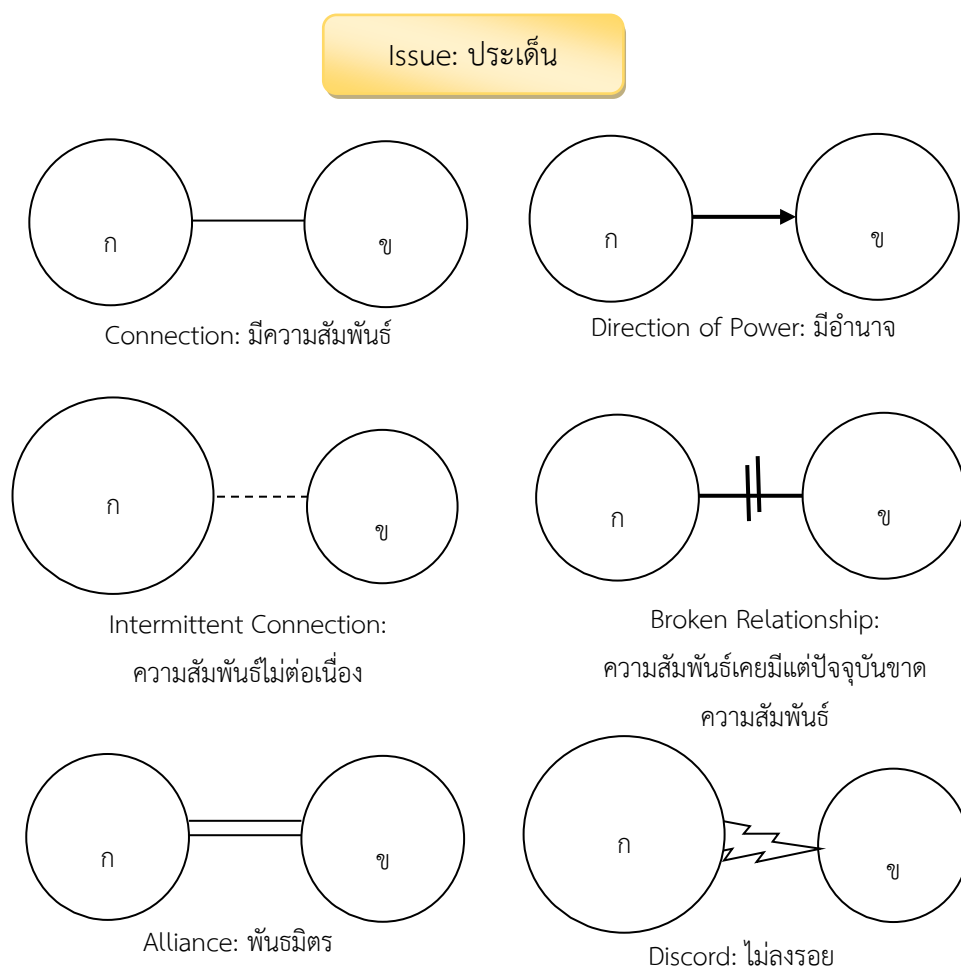 Issue: ประเด็น
ก
ข
ก
ข
Connection: มีความสัมพันธ์
Direction of Power: มีอำนาจ
ก
ข
ก
ข
Intermittent Connection:
ความสัมพันธ์ไม่ต่อเนื่อง
Broken Relationship:
ความสัมพันธ์เคยมีแต่ปัจจุบันขาด
ความสัมพันธ์
ก
ข
ก
ข
Alliance: พันธมิตร
Discord: ไม่ลงรอย